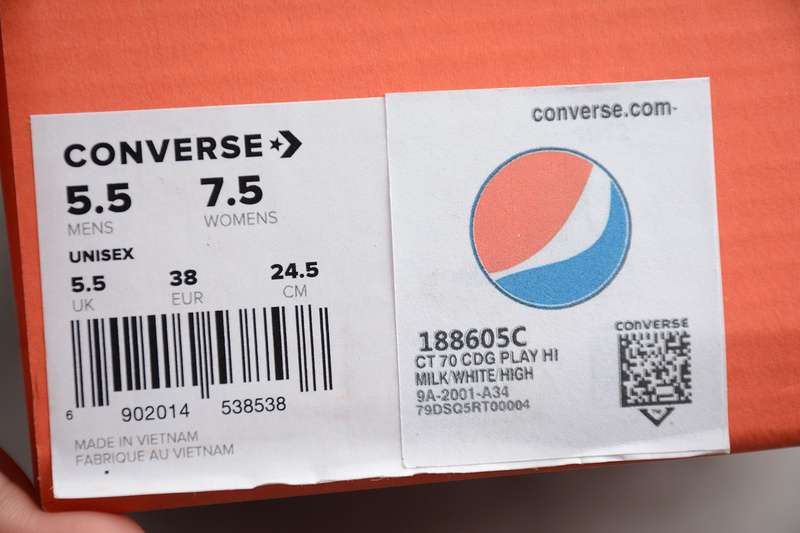 CONVERSE
5.5 7.5
MENS WOMENS
UNISEX
5.5 38 24.5
UK EUR CM
6 902014 538538
MADE IN VIETNAM
FABRIQUE AU VIETNAM
converse.com-
188605C
CT 70 CDG PLAY HI
MILK/WHITE/HIGH
9A-2001-A34
79DSQ5RT00004
CONVERSE